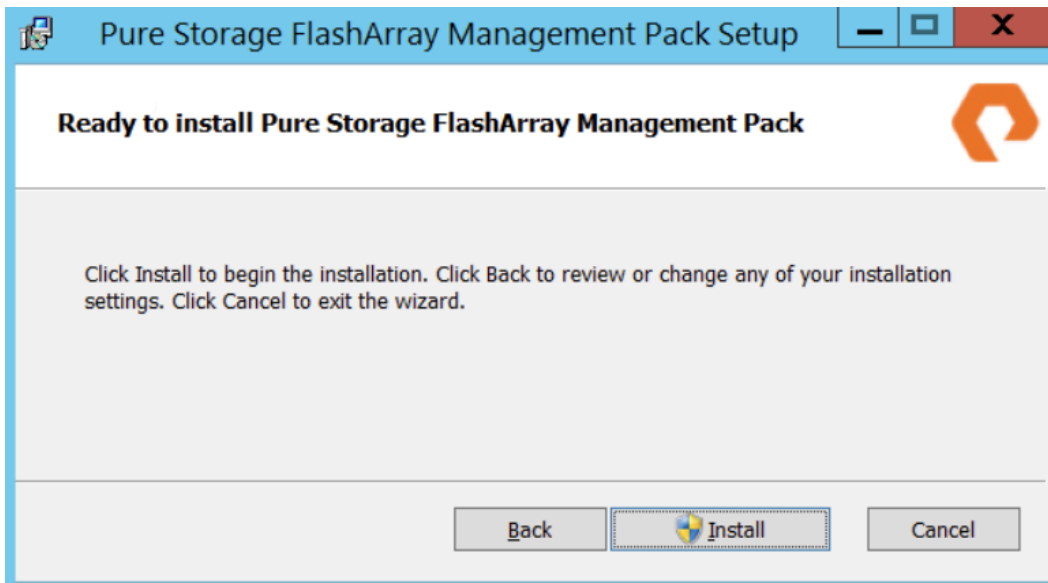 Pure Storage FlashArray Management Pack Setup
Ready to install Pure Storage FlashArray Management Pack
Click Install to begin the installation. Click Back to review or change any of your installation
settings. Click Cancel to exit the wizard.
Back
Install
Cancel